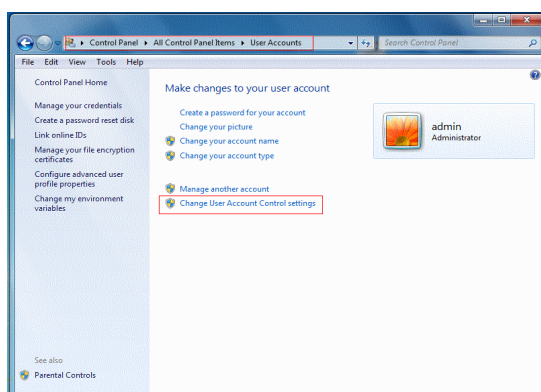 Control Panel ▸ All Control Panel Items ▸ User Accounts
Search Control Panel
File Edit View Tools Help
Control Panel Home
Manage your credentials
Create a password reset disk
Link online IDs
Manage your file encryption
certificates
Configure advanced user
profile properties
Change my environment
variables
See also
Parental Controls
Make changes to your user account
Create a password for your account
Change your picture
Change your account name
Change your account type
Manage another account
Change User Account Control settings
admin
Administrator